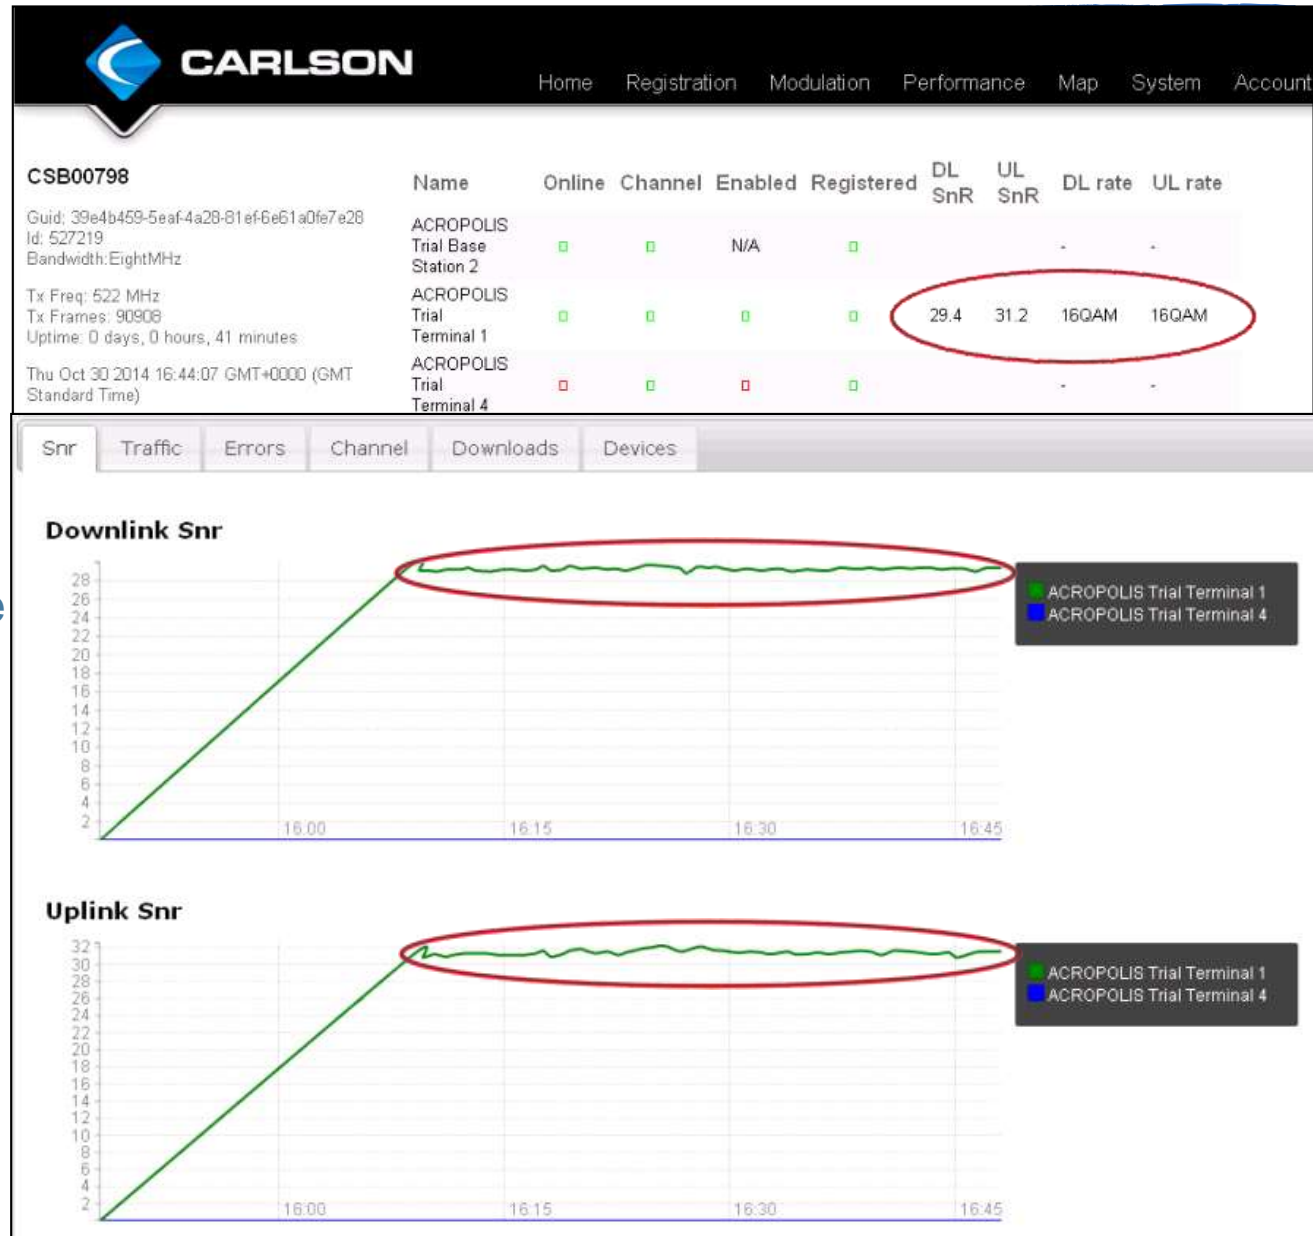 CARLSON
Home Registration Modulation Performance Map System Account
CSB00798
Guid: 39e4b459-5eaf-4a28-81ef-6e61a0fe7e28
Id: 527219
Bandwidth:EightMHz
Tx Freq: 522 MHz
Tx Frames: 90908
Uptime: 0 days, 0 hours, 41 minutes
Thu Oct 30 2014 16:44:07 GMT+0000 (GMT
Standard Time)
Name Online Channel Enabled Registered DL SnR UL SnR DL rate UL rate
ACROPOLIS
Trial Base N/A - -
Station 2
ACROPOLIS
Trial 29.4 31.2 16QAM 16QAM
Terminal 1
ACROPOLIS
Trial - -
Terminal 4
Snr Traffic Errors Channel Downloads Devices
Downlink Snr
28
26
24
22
20
18
16
14
12
10
8
6
4
2
16:00 16:15 16:30 16:45
ACROPOLIS Trial Terminal 1
ACROPOLIS Trial Terminal 4
e
Uplink Snr
32
30
28
26
24
22
20
18
16
14
12
10
8
6
4
2
16:00 16:15 16:30 16:45
ACROPOLIS Trial Terminal 1
ACROPOLIS Trial Terminal 4